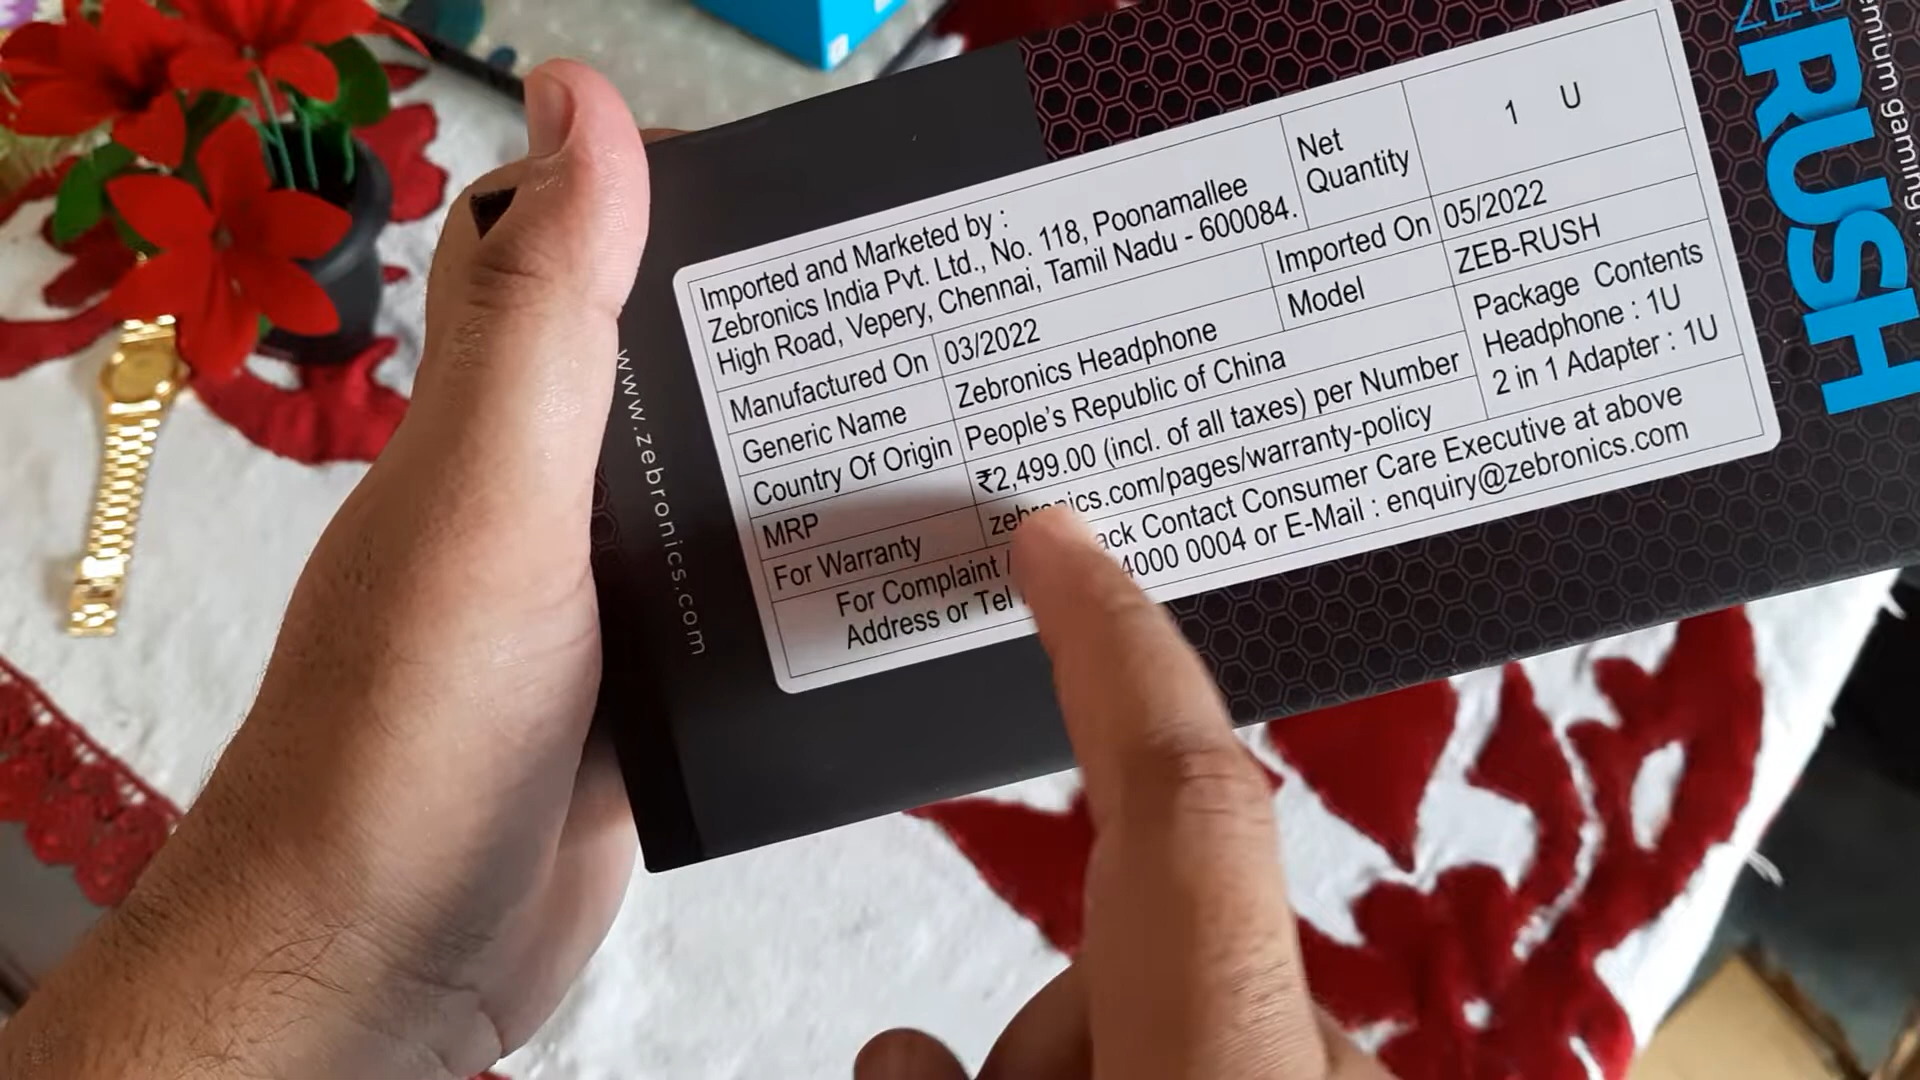 Imported and Marketed by :
Zebronics India Pvt. Ltd., No. 118, Poonamallee
High Road, Vepery, Chennai, Tamil Nadu - 600084.
Net
Quantity
1 U
Manufactured On 03/2022
Imported On 05/2022
Generic Name Zebronics Headphone
Model ZEB-RUSH
Country Of Origin People's Republic of China
MRP ₹2,499.00 (incl. of all taxes) per Number
For Warranty zebronics.com/pages/warranty-policy
Package Contents
Headphone : 1U
2 in 1 Adapter : 1U
For Complaint / Contact Consumer Care Executive at above
Address or Tel 4000 0004 or E-Mail : enquiry@zebronics.com
www.zebronics.com
ZEB
RUSH
gaming